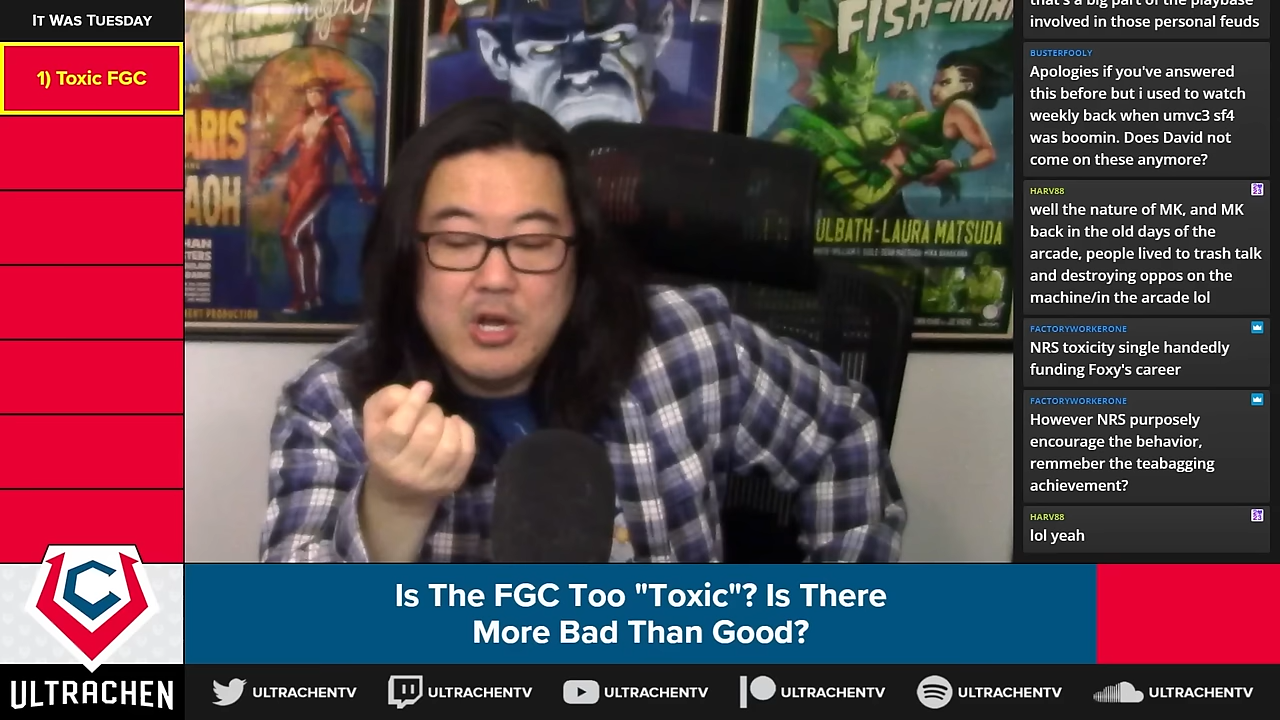 IT WAS TUESDAY
1) Toxic FGC
FISH-MAN
ARIS
AOH
ULBATH · LAURA MATSUDA
that's a big part of the playbase
involved in those personal feuds
BUSTERFOOLY
Apologies if you've answered
this before but i used to watch
weekly back when umvc3 sf4
was boomin. Does David not
come on these anymore?
HARV88
well the nature of MK, and MK
back in the old days of the
arcade, people lived to trash talk
and destroying oppos on the
machine/in the arcade lol
FACTORYWORKERONE
NRS toxicity single handedly
funding Foxy's career
FACTORYWORKERONE
However NRS purposely
encourage the behavior,
remmeber the teabagging
achievement?
HARV88
lol yeah
Is The FGC Too "Toxic"? Is There
More Bad Than Good?
ULTRACHEN
ULTRACHENTV
ULTRACHENTV
ULTRACHENTV
ULTRACHENTV
ULTRACHENTV
ULTRACHENTV